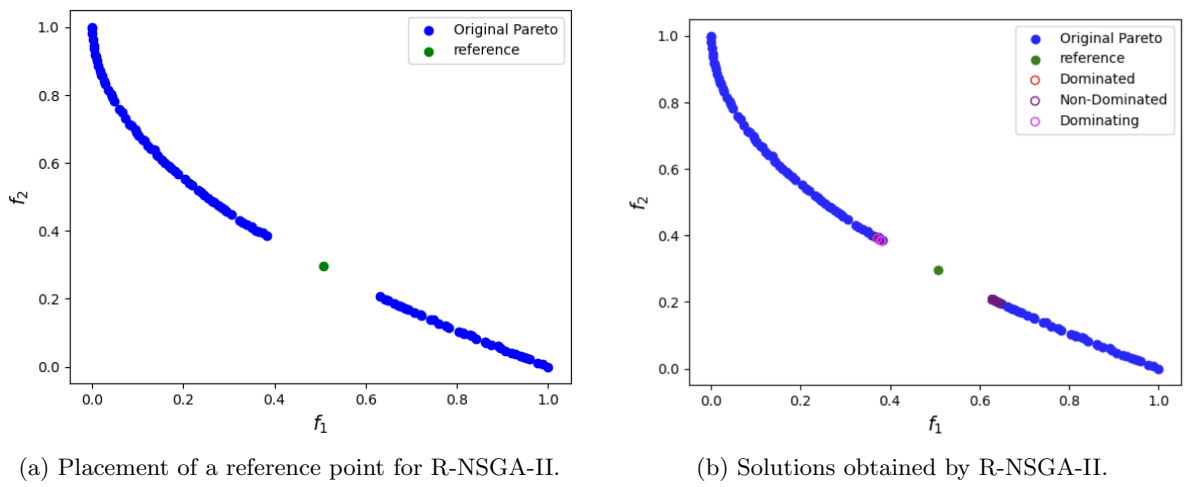 Original Pareto
reference
1.0
0.8
0.6
0.4
0.2
0.0
f2
0.0 0.2 0.4 0.6 0.8 1.0
f1
(a) Placement of a reference point for R-NSGA-II.
Original Pareto
reference
Dominated
Non-Dominated
Dominating
1.0
0.8
0.6
0.4
0.2
0.0
f2
0.0 0.2 0.4 0.6 0.8 1.0
f1
(b) Solutions obtained by R-NSGA-II.